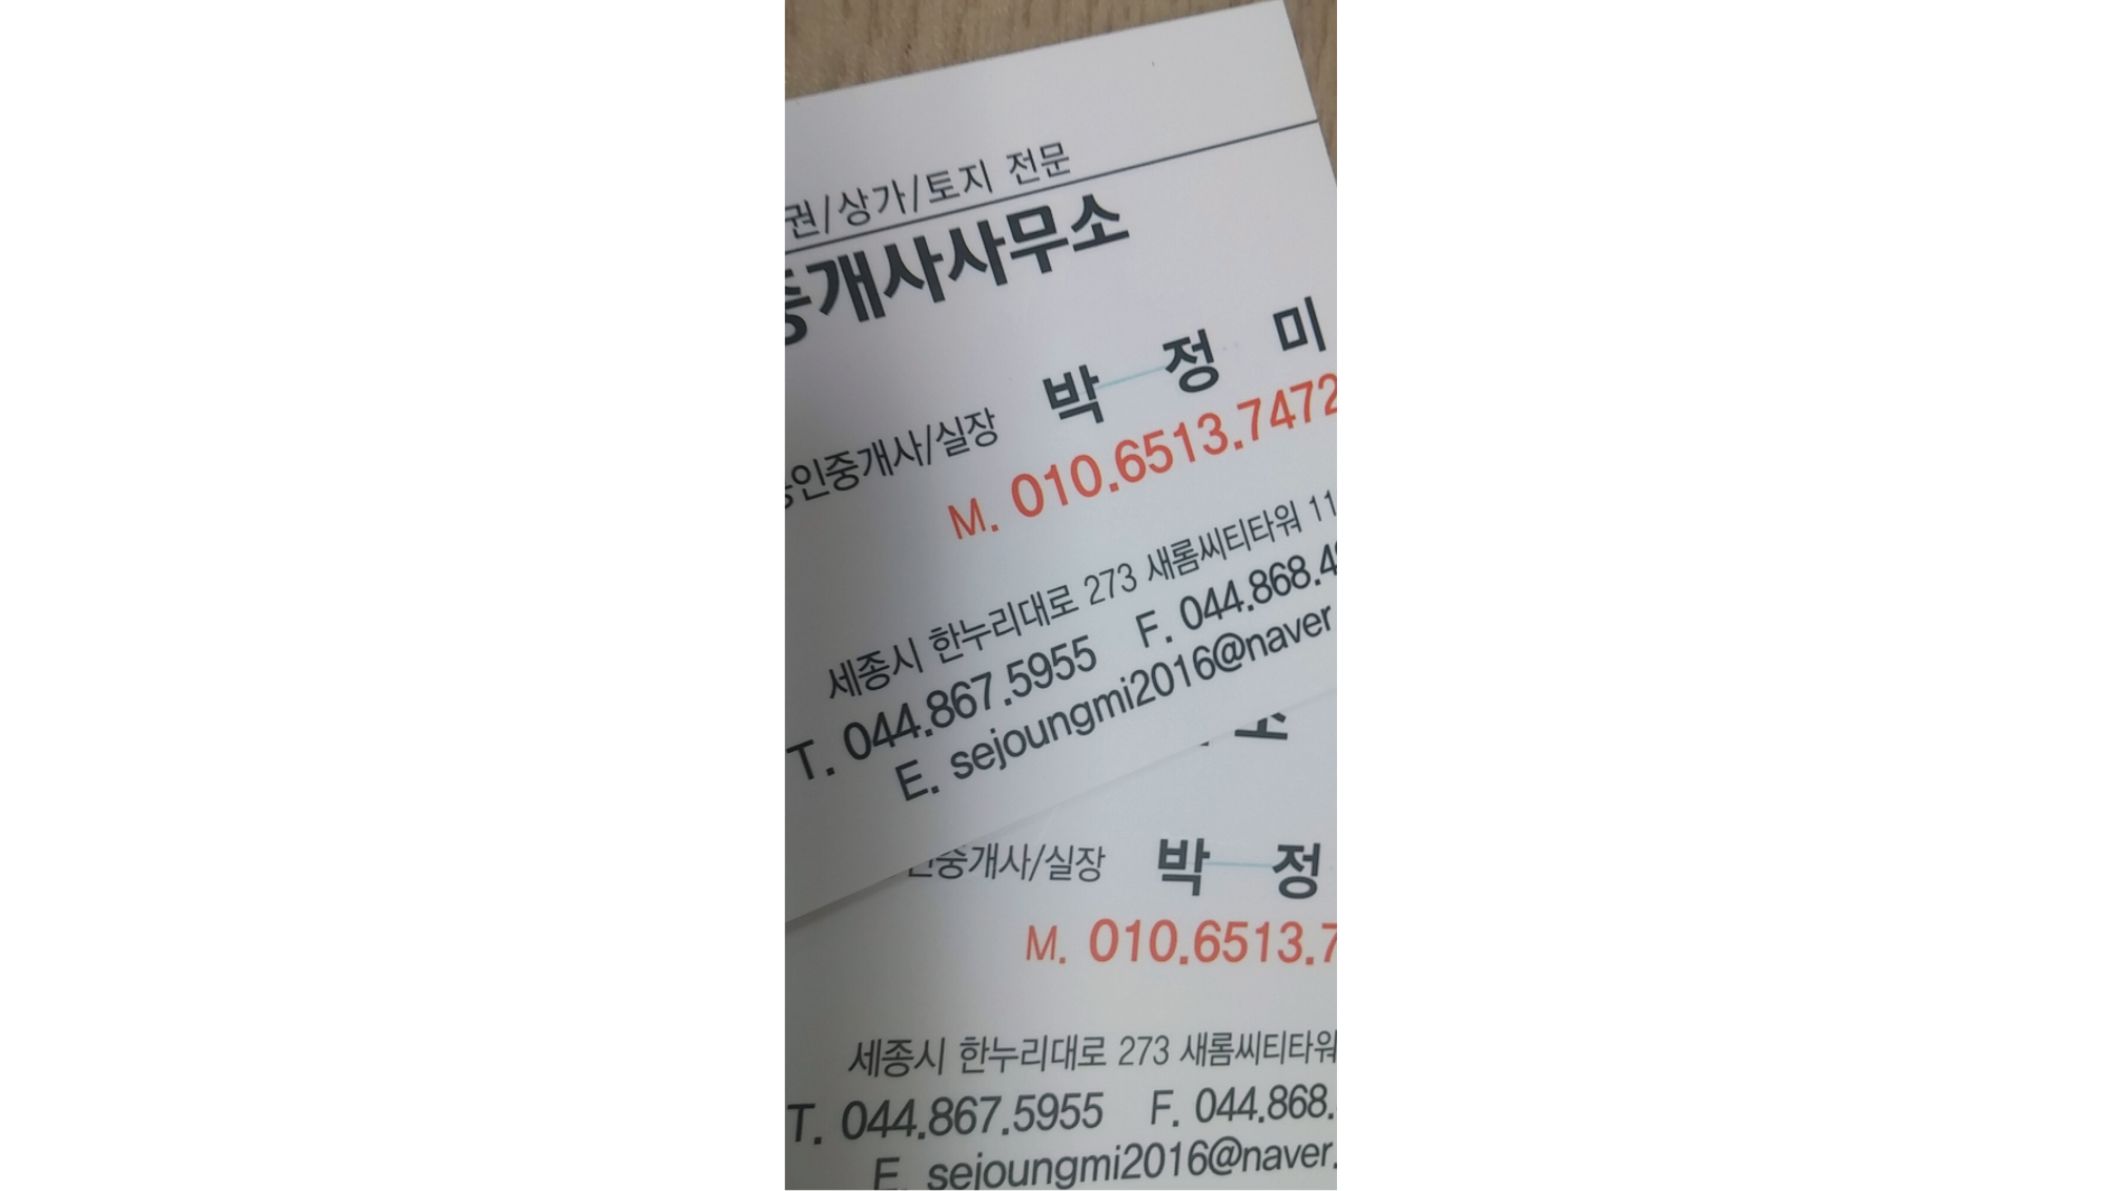 권/상가/토지 전문
중개사사무소
공인중개사/실장 박 정 미
M. 010.6513.7472
세종시 한누리대로 273 새롬씨티타워 11
T. 044.867.5955 F. 044.868.4
E. sejoungmi2016@naver.
소
인중개사/실장 박 정
M. 010.6513.7
세종시 한누리대로 273 새롬씨티타워
T. 044.867.5955 F. 044.868.
E. sejoungmi2016@naver.